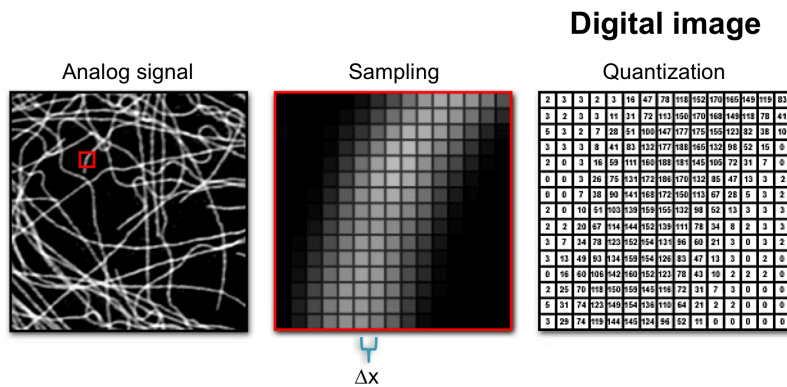 Digital image
Analog signal
Sampling
Quantization
2 3 3 2 3 16 47 78 118 152 170 165 149 119 83
3 2 3 3 11 31 72 113 150 170 168 149 118 78 41
5 3 2 7 28 51 100 147 177 175 155 123 82 38 10
3 3 3 8 41 83 132 177 188 165 132 98 52 15 0
2 0 3 16 59 111 160 188 181 145 105 72 31 7 0
0 0 3 26 75 131 172 186 170 132 85 47 13 3 2
0 0 7 38 90 141 168 172 150 113 67 28 5 3 2
2 0 10 51 103 139 159 155 132 98 52 13 3 3 3
2 2 20 67 114 144 152 139 111 78 34 8 2 3 3
3 7 34 78 123 152 154 131 96 60 21 3 0 3 2
3 13 49 93 134 159 154 126 83 47 13 3 0 2 0
0 16 60 106 142 160 152 123 78 43 10 2 2 2 0
2 25 70 118 150 159 145 116 72 31 7 3 0 0 0
5 31 74 123 149 154 136 110 64 21 2 2 0 0 0
3 29 74 119 144 145 124 96 52 11 0 0 0 0 0
Δx